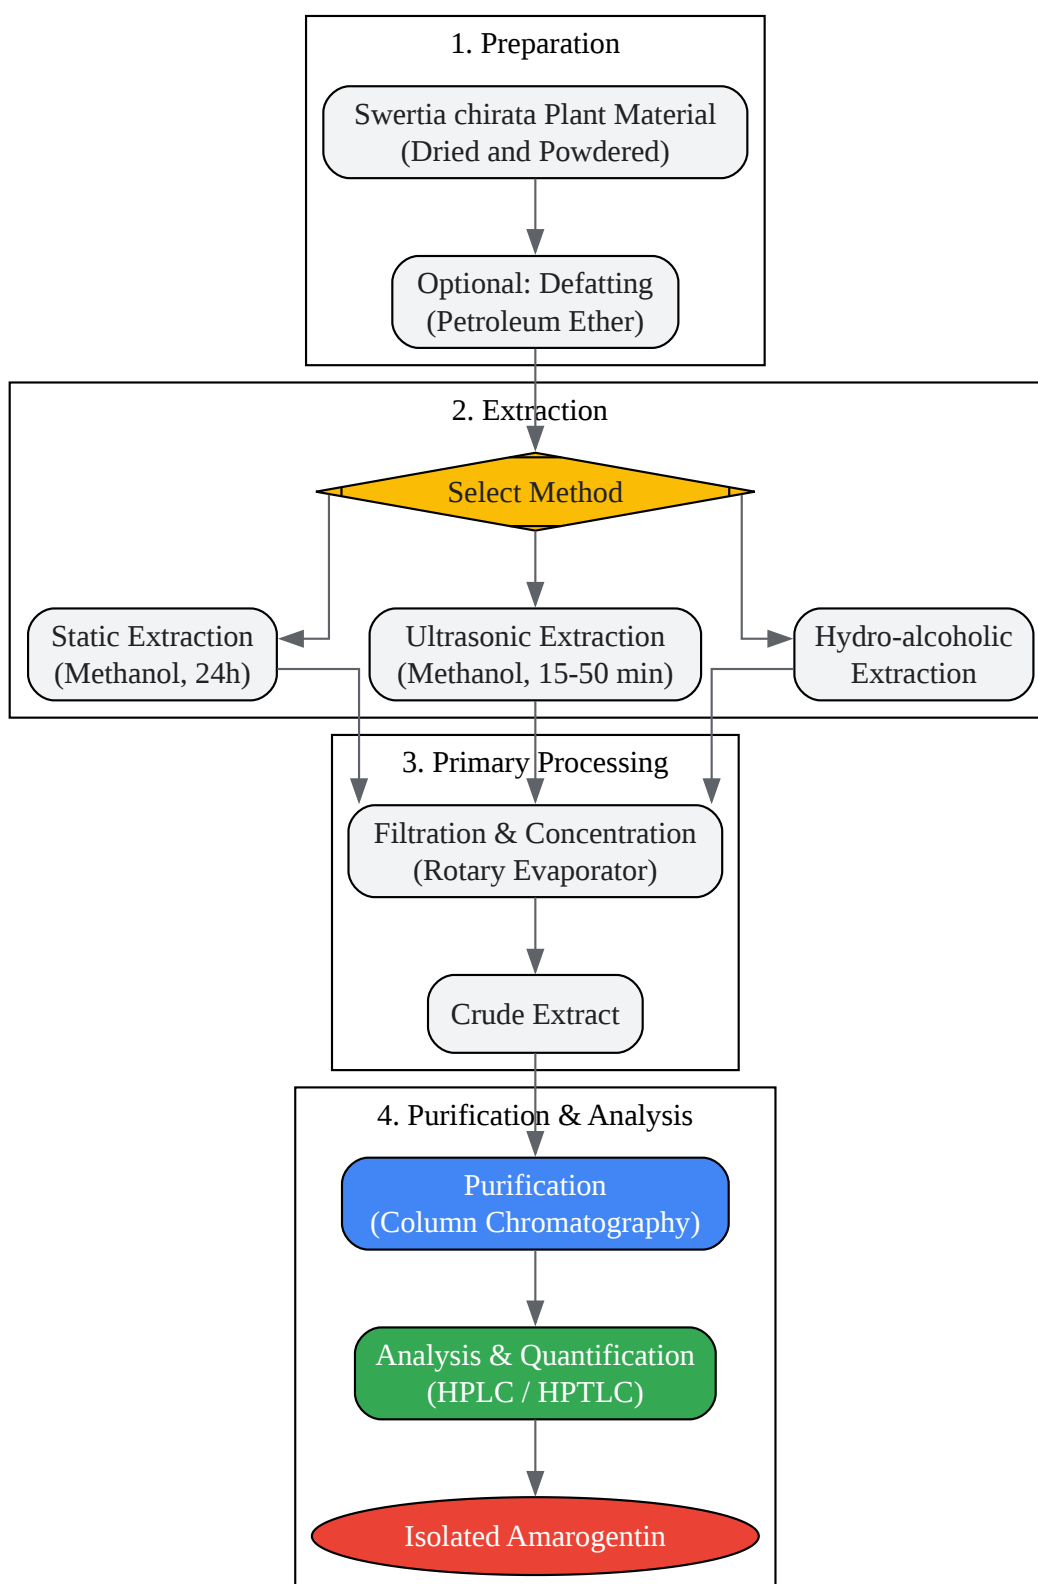 1. Preparation
Swertia chirata Plant Material
(Dried and Powdered)
Optional: Defatting
(Petroleum Ether)
2. Extraction
Select Method
Static Extraction
(Methanol, 24h)
Ultrasonic Extraction
(Methanol, 15-50 min)
Hydro-alcoholic
Extraction
3. Primary Processing
Filtration & Concentration
(Rotary Evaporator)
Crude Extract
4. Purification & Analysis
Purification
(Column Chromatography)
Analysis & Quantification
(HPLC / HPTLC)
Isolated Amarogentin